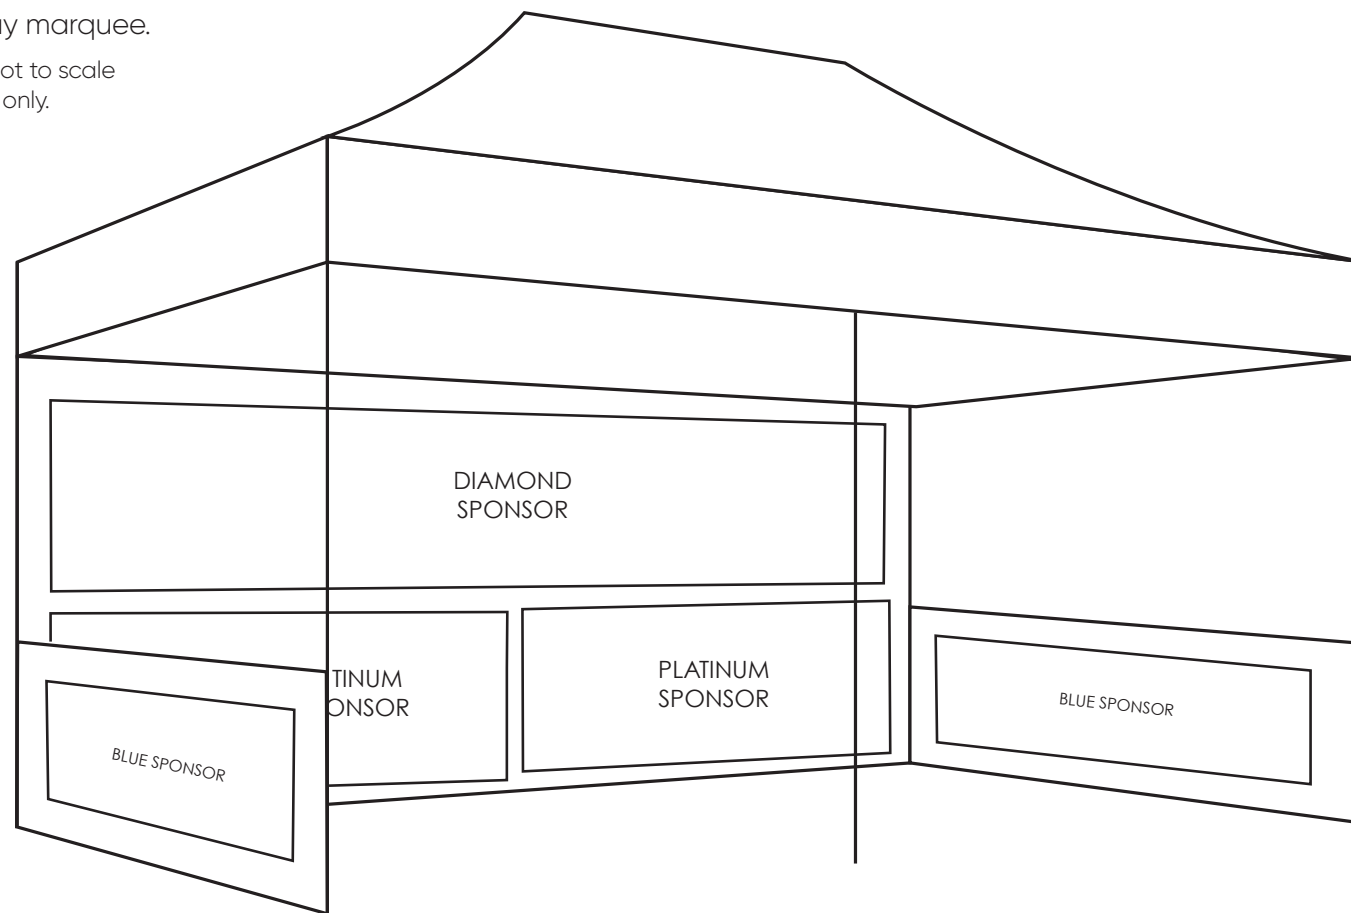 marquee.
to scale
only.
DIAMOND
SPONSOR
TINUM
ONSOR
PLATINUM
SPONSOR
BLUE SPONSOR
BLUE SPONSOR